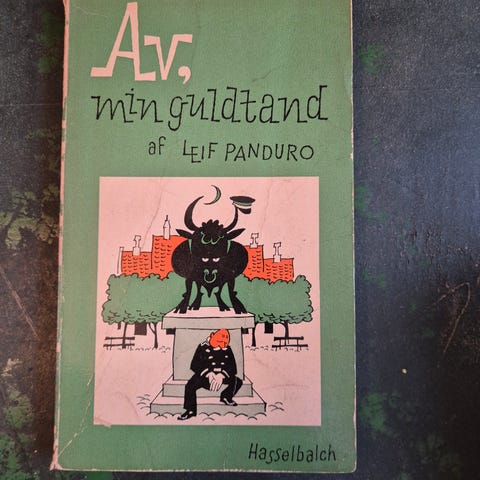 Av,
min guldtand
af LEIF PANDURO
Hasselbalch